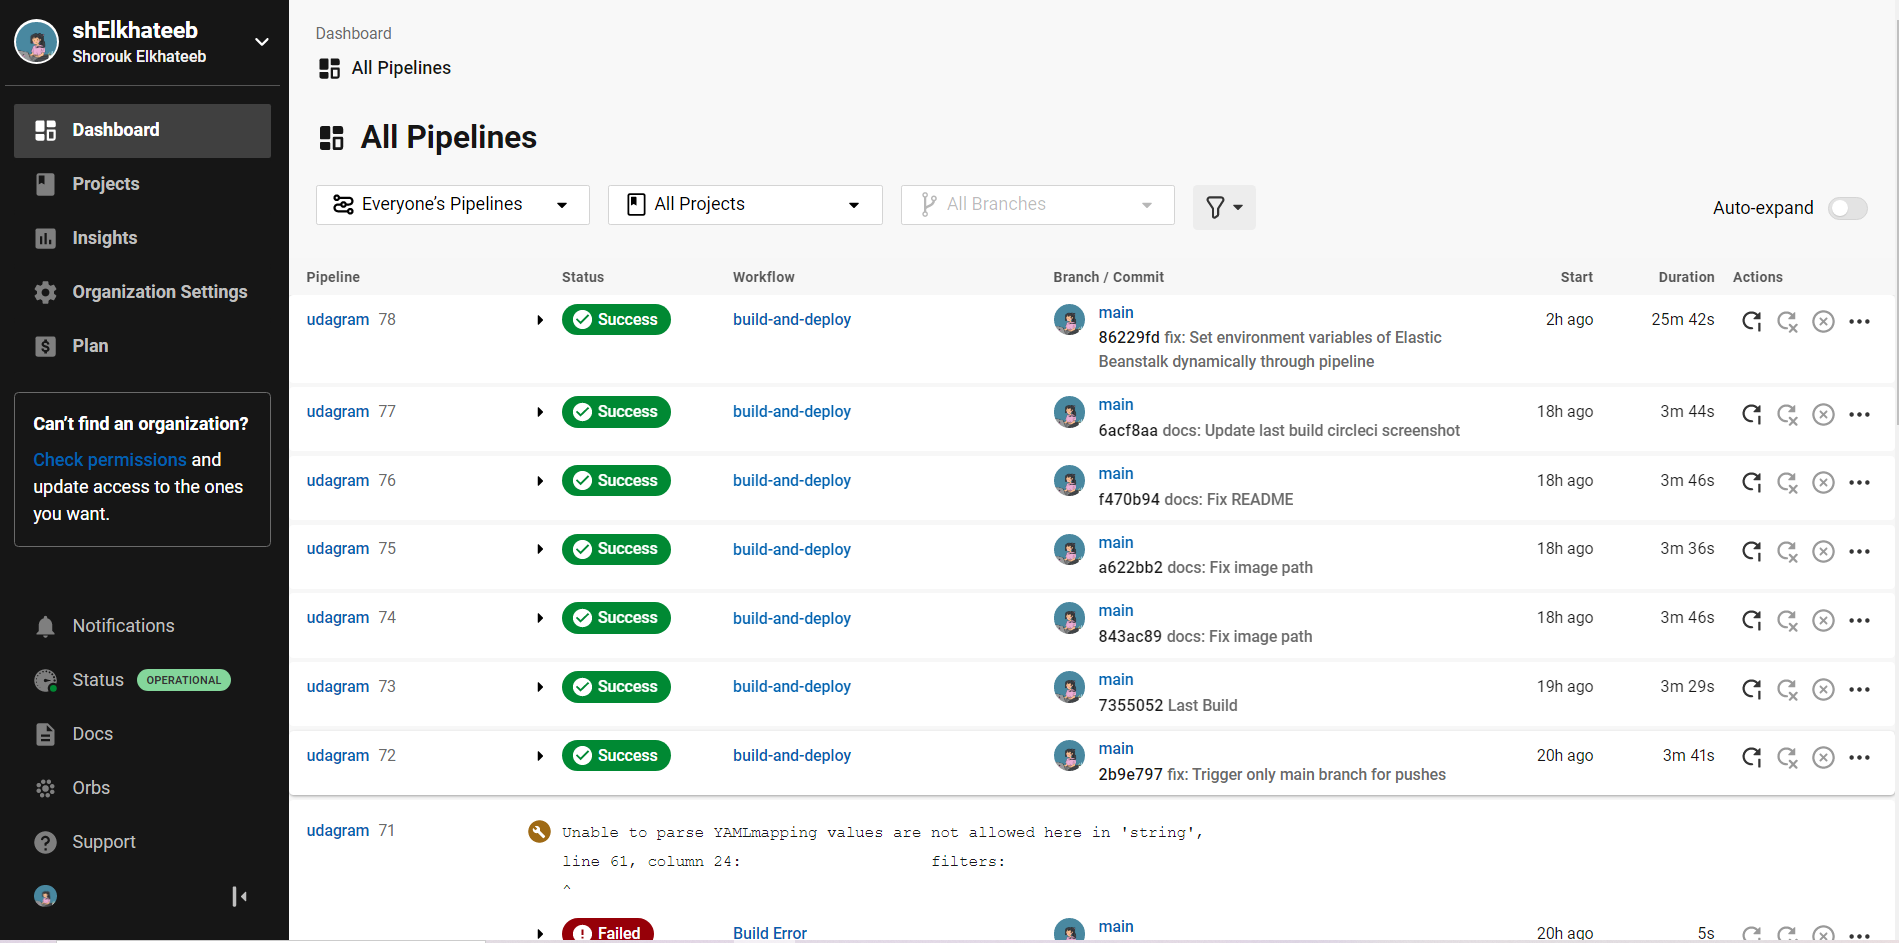 shElkhateeb
Shorouk Elkhateeb
Dashboard
Projects
Insights
Organization Settings
Plan
Can't find an organization?
Check permissions and
update access to the ones
you want.
Notifications
Status OPERATIONAL
Docs
Orbs
Support
Dashboard
All Pipelines
All Pipelines
Everyone's Pipelines All Projects All Branches Auto-expand
Pipeline Status Workflow Branch / Commit Start Duration Actions
udagram 78 Success build-and-deploy main 2h ago 25m 42s
86229fd fix: Set environment variables of Elastic
Beanstalk dynamically through pipeline
udagram 77 Success build-and-deploy main 18h ago 3m 44s
6acf8aa docs: Update last build circleci screenshot
udagram 76 Success build-and-deploy main 18h ago 3m 46s
f470b94 docs: Fix README
udagram 75 Success build-and-deploy main 18h ago 3m 36s
a622bb2 docs: Fix image path
udagram 74 Success build-and-deploy main 18h ago 3m 46s
843ac89 docs: Fix image path
udagram 73 Success build-and-deploy main 19h ago 3m 29s
7355052 Last Build
udagram 72 Success build-and-deploy main 20h ago 3m 41s
2b9e797 fix: Trigger only main branch for pushes
udagram 71 Unable to parse YAMLmapping values are not allowed here in 'string',
line 61, column 24: filters:
^
Failed Build Error main 20h ago 5s